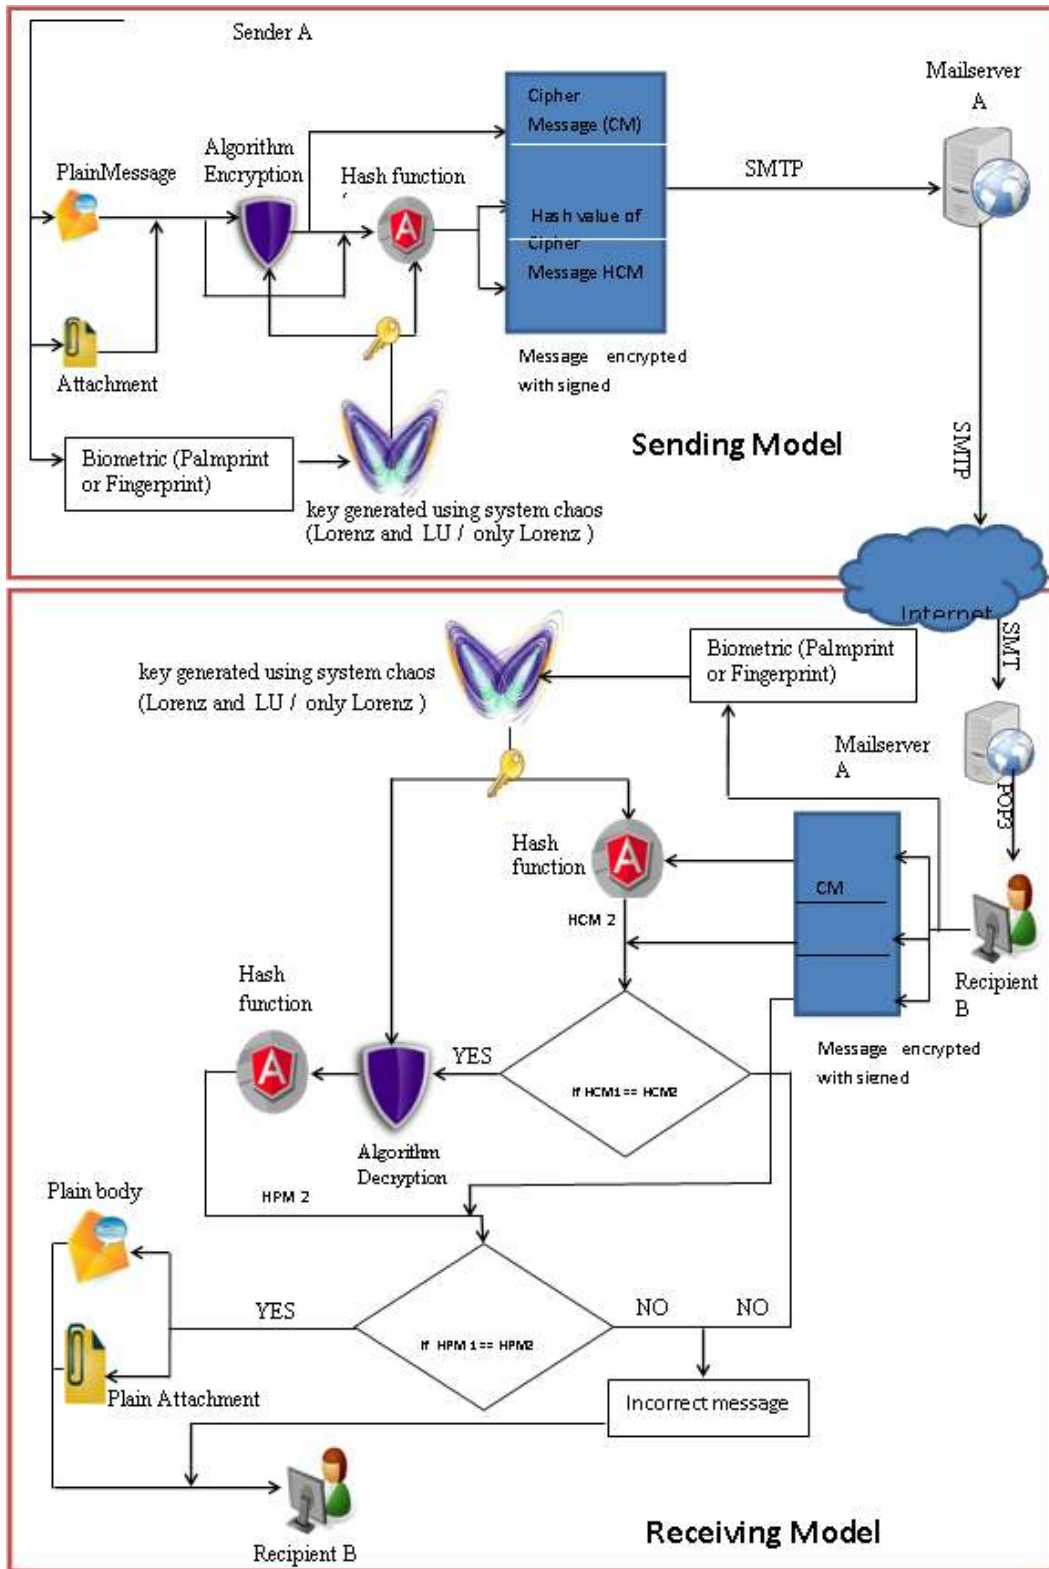 Sender A
Mailserver
A
PlainMessage
Algorithm
Encryption
Hash function
Cipher
Message (CM)
SMTP
Hash value of
Cipher
Message HCM
Attachment
Message encrypted
with signed
Biometric (Palmprint
or Fingerprint)
Sending Model
SMTP
key generated using system chaos
(Lorenz and LU / only Lorenz )
Internet
SMT
key generated using system chaos
(Lorenz and LU / only Lorenz )
Biometric (Palmprint
or Fingerprint)
Mailserver
A
POP3
Hash
function
CM
HCM 2
Recipient
B
Hash
function
YES
If HCM1 == HCM2
Message encrypted
with signed
Algorithm
Decryption
Plain body
HPM 2
YES
NO
NO
If HPM 1 == HPM2
Plain Attachment
Incorrect message
Recipient B
Receiving Model